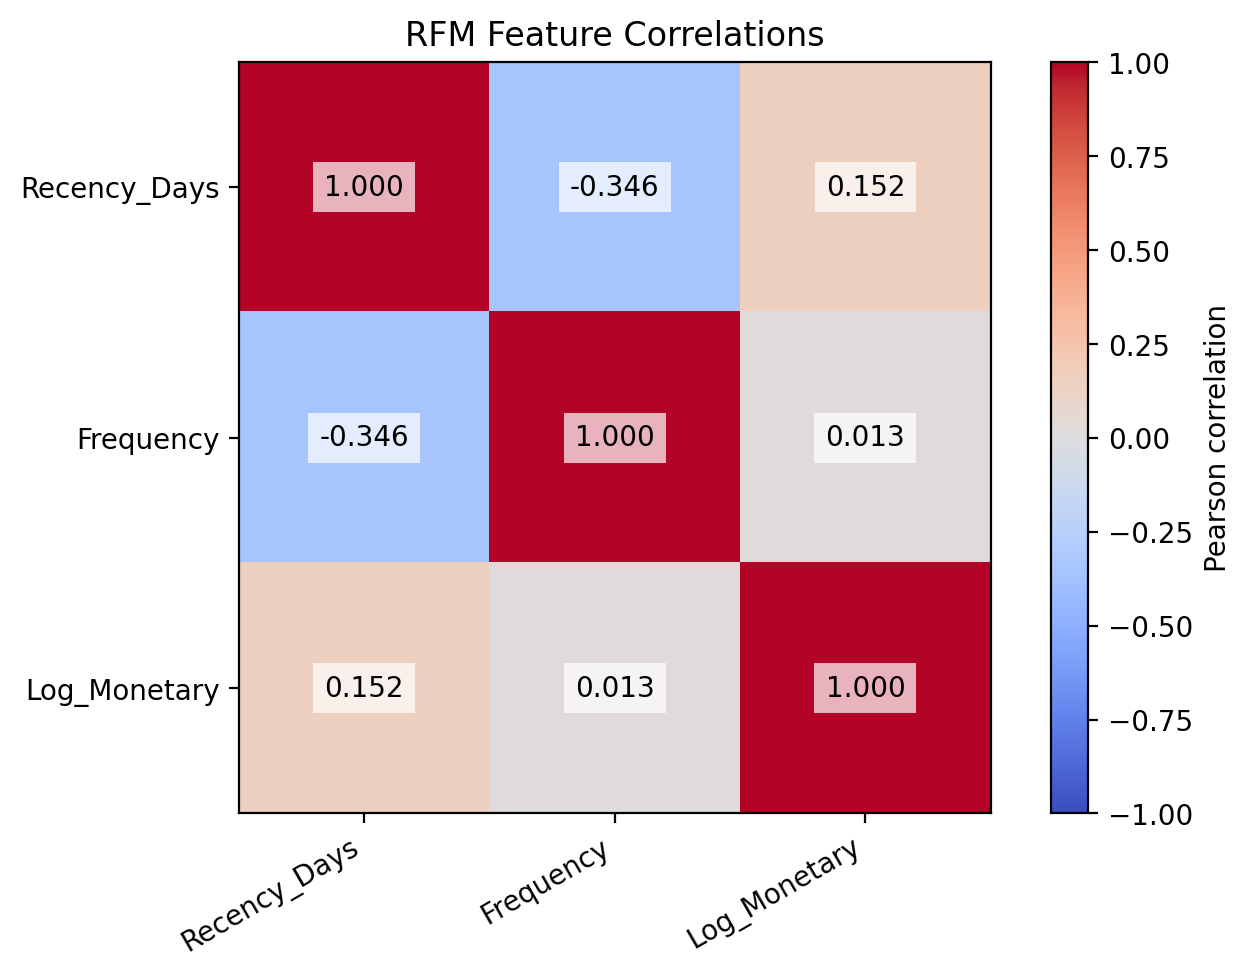 RFM Feature Correlations
Recency_Days
1.000
-0.346
0.152
Frequency
-0.346
1.000
0.013
Log_Monetary
0.152
0.013
1.000
Recency_Days
Frequency
Log_Monetary
1.00
0.75
0.50
0.25
0.00
−0.25
−0.50
−0.75
−1.00
Pearson correlation